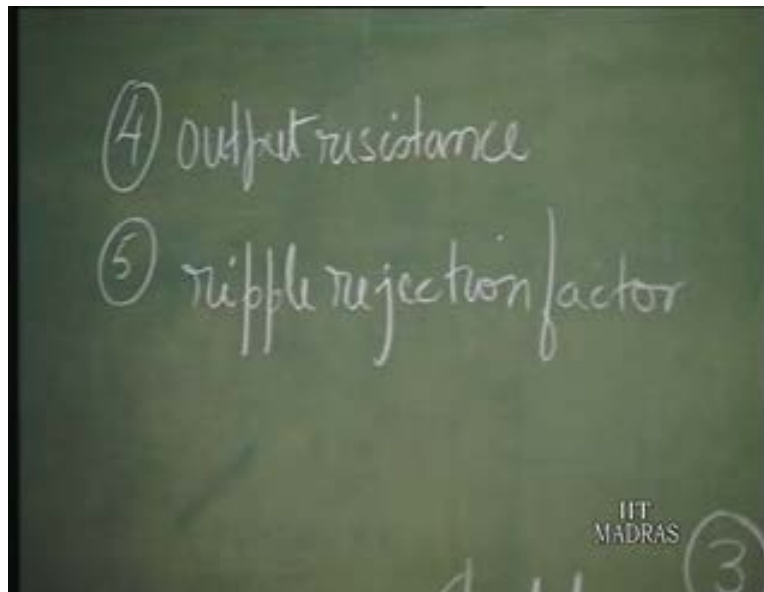 ④ output resistance
⑤ ripple rejection factor
IIT
MADRAS
③